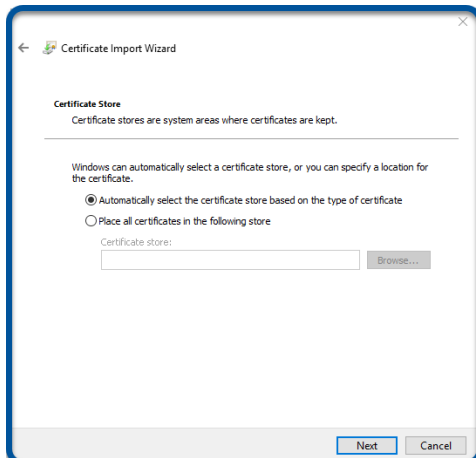 Certificate Import Wizard
Certificate Store
Certificate stores are system areas where certificates are kept.
Windows can automatically select a certificate store, or you can specify a location for
the certificate.
Automatically select the certificate store based on the type of certificate
Place all certificates in the following store
Certificate store:
Browse...
Next Cancel